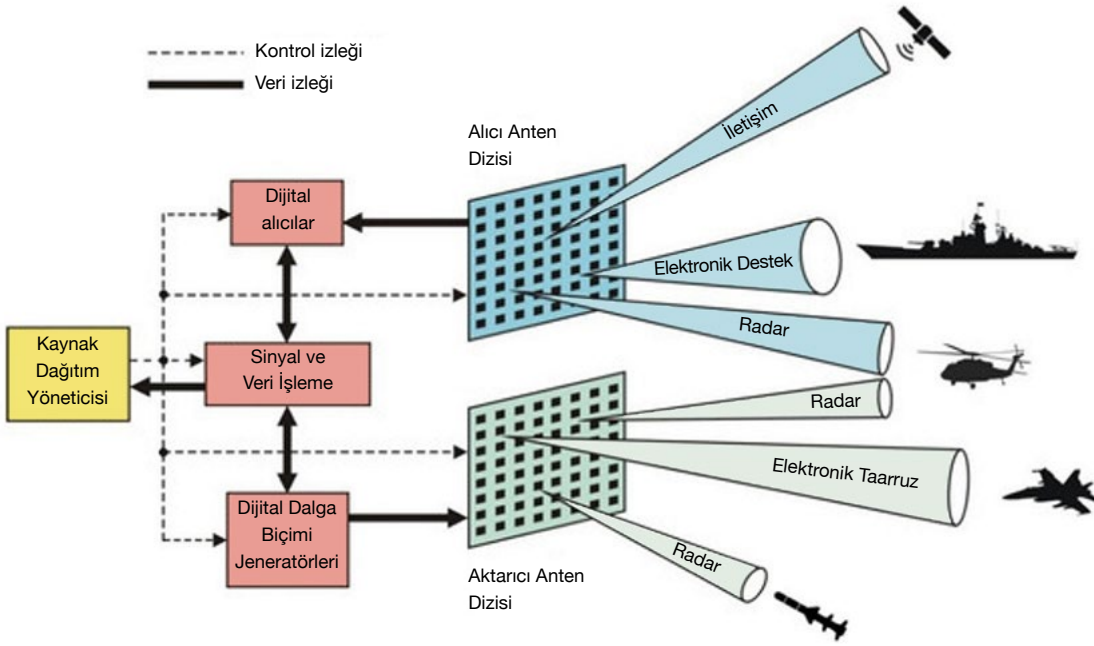 Kontrol izleği
Veri izleği
Alıcı Anten
Dizisi
İletişim
Dijital
alıcılar
Elektronik Destek
Radar
Kaynak
Dağıtım
Yöneticisi
Sinyal ve
Veri İşleme
Radar
Elektronik Taarruz
Dijital Dalga
Biçimi
Jeneratörleri
Radar
Aktarıcı Anten
Dizisi